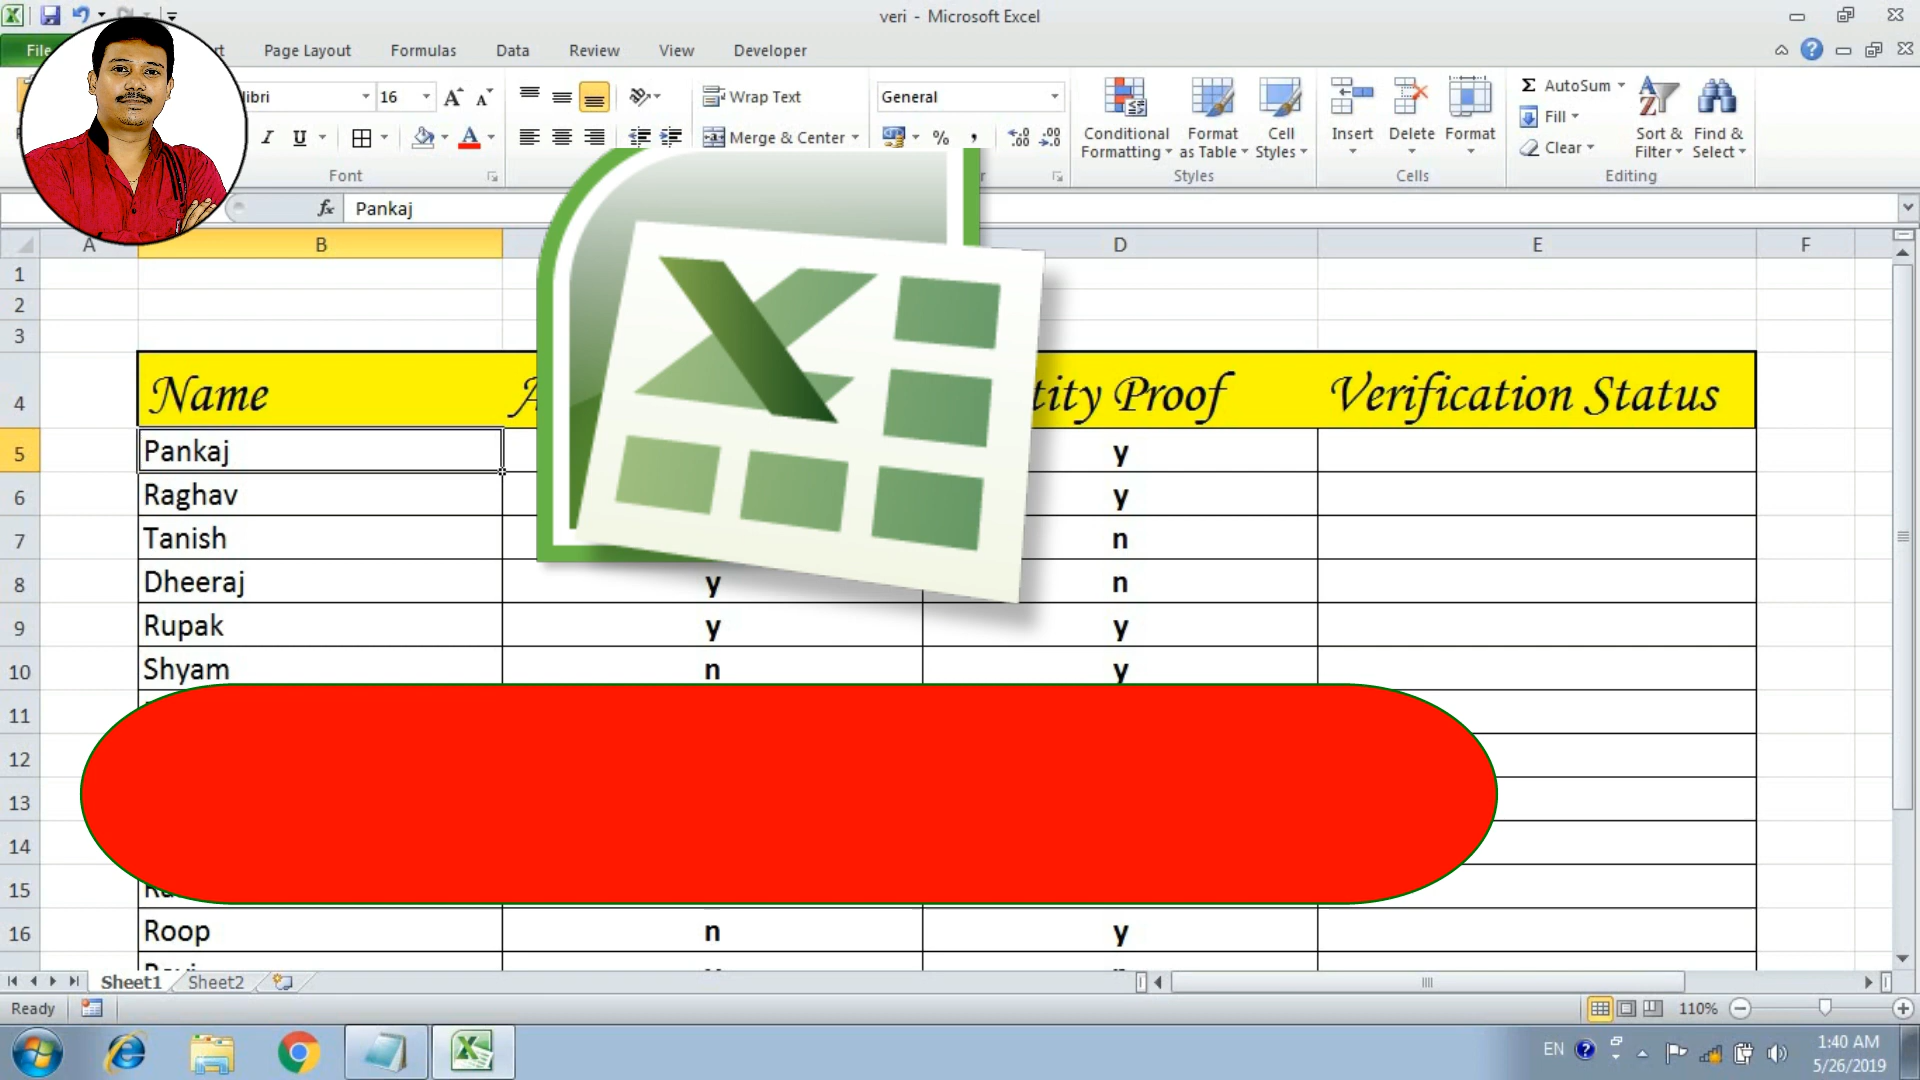 veri - Microsoft Excel
File Page Layout Formulas Data Review View Developer
16 Wrap Text General AutoSum
Fill
Merge & Center % Conditional Formatting Format as Table Cell Styles Insert Delete Format Clear Sort & Filter Find & Select
Font Styles Cells Editing
fx Pankaj
A B D E F
1
2
3
4 Name Proof Verification Status
5 Pankaj y
6 Raghav y
7 Tanish n
8 Dheeraj y n
9 Rupak y y
10 Shyam n y
11
12
13
14
15
16 Roop n y
Sheet1 Sheet2
Ready 110%
EN 1:40 AM
5/26/2019